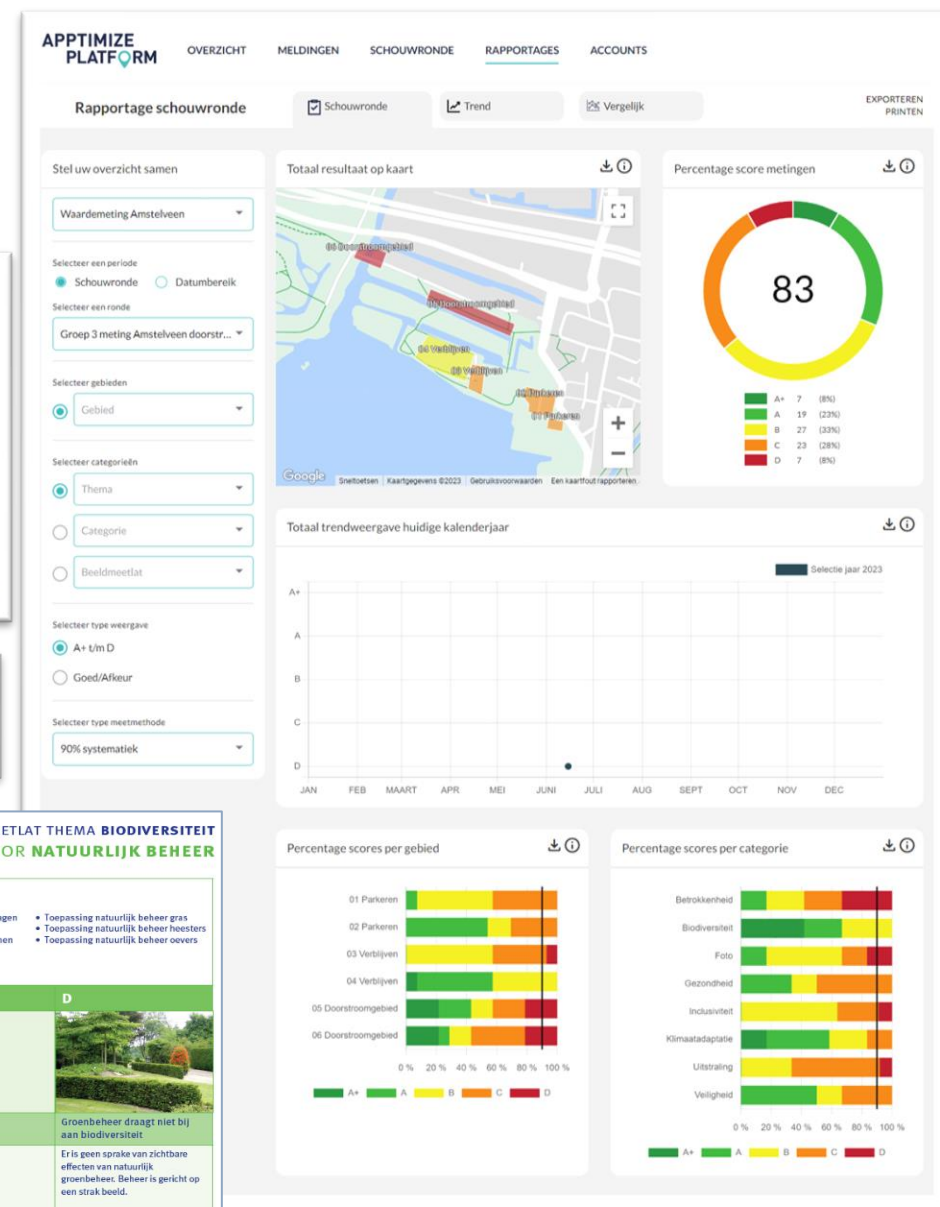 APPTIMIZE
PLATFORM
OVERZICHT
MELDINGEN
SCHOUWRONDE
RAPPORTAGES
ACCOUNTS
Rapportage schouwronde
Schouwronde
Trend
Vergelijk
EXPORTEREN
PRINTEN
Stel uw overzicht samen
Waardemeting Amstelveen
Selecteer een periode
Schouwronde
Datumbereik
Selecteer een ronde
Groep 3 meting Amstelveen doorstr...
Selecteer gebieden
Gebied
Selecteer categorieën
Thema
Categorie
Beeldmeetlat
Selecteer type weergave
A+ t/m D
Goed/Afkeur
Selecteer type meetmethode
90% systematiek
Totaal resultaat op kaart
06 Doorstroomgebied
05 Doorstroomgebied
04 Verblijven
03 Verblijven
02 Parkeren
01 Parkeren
Google
Sneltoetsen
Kaartgegevens ©2023
Gebruiksvoorwaarden
Een kaartfout rapporteren
Percentage score metingen
83
A+ 7 (8%)
A 19 (23%)
B 27 (33%)
C 23 (28%)
D 7 (8%)
Totaal trendweergave huidige kalenderjaar
Selectie jaar 2023
A+
A
B
C
D
JAN FEB MAART APR MEI JUNI JULI AUG SEPT OCT NOV DEC
Percentage scores per gebied
01 Parkeren
02 Parkeren
03 Verblijven
04 Verblijven
05 Doorstroomgebied
06 Doorstroomgebied
0 % 20 % 40 % 60 % 80 % 100 %
A+ A B C D
Percentage scores per categorie
Betrokkenheid
Biodiversiteit
Foto
Gezondheid
Inclusiviteit
Klimaatadaptatie
Uitstraling
Veiligheid
0 % 20 % 40 % 60 % 80 % 100 %
A+ A B C D
ETLAT THEMA BIODIVERSITEIT
OR NATUURLIJK BEHEER
• Toepassing natuurlijk beheer gras
• Toepassing natuurlijk beheer heesters
• Toepassing natuurlijk beheer oevers
D
Groenbeheer draagt niet bij
aan biodiversiteit
Er is geen sprake van zichtbare
effecten van natuurlijk
groenbeheer. Beheer is gericht op
een strak beeld.